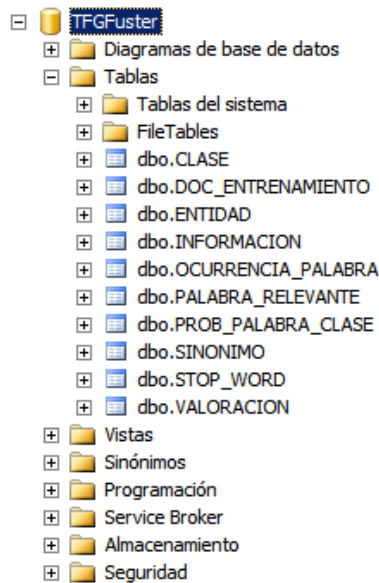 TFGFuster
Diagramas de base de datos
Tablas
Tablas del sistema
FileTables
dbo.CLASE
dbo.DOC_ENTRENAMIENTO
dbo.ENTIDAD
dbo.INFORMACION
dbo.OCURRENCIA_PALABRA
dbo.PALABRA_RELEVANTE
dbo.PROB_PALABRA_CLASE
dbo.SINONIMO
dbo.STOP_WORD
dbo.VALORACION
Vistas
Sinónimos
Programación
Service Broker
Almacenamiento
Seguridad